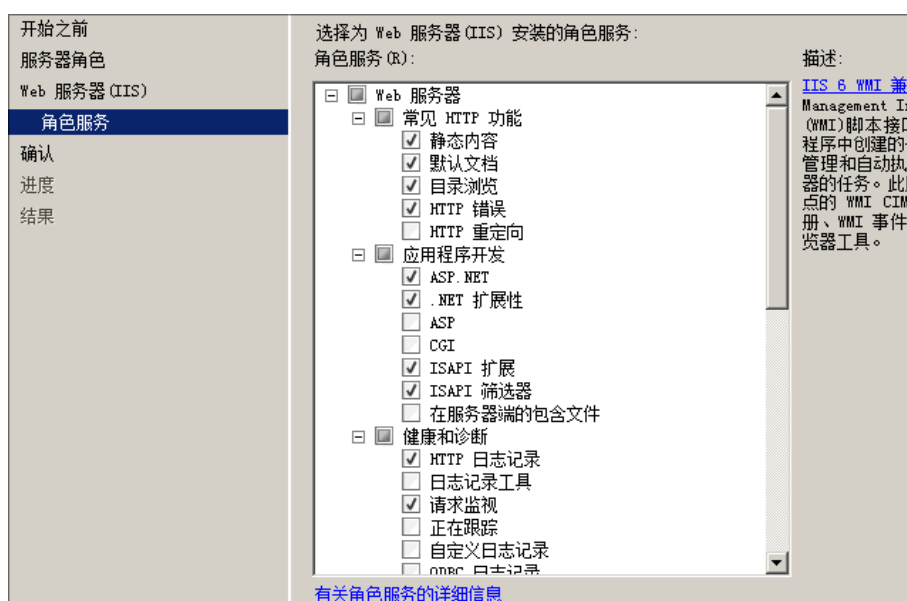 开始之前
服务器角色
Web 服务器(IIS)
角色服务
确认
进度
结果
选择为 Web 服务器(IIS) 安装的角色服务:
角色服务(R):
Web 服务器
常见 HTTP 功能
静态内容
默认文档
目录浏览
HTTP 错误
HTTP 重定向
应用程序开发
ASP.NET
.NET 扩展性
ASP
CGI
ISAPI 扩展
ISAPI 筛选器
在服务器端的包含文件
健康和诊断
HTTP 日志记录
日志记录工具
请求监视
正在跟踪
自定义日志记录
ODBC 日志记录
有关角色服务的详细信息
描述:
IIS 6 WMI 兼
Management
(WMI)脚本接口
程序中创建的
管理和自动执
器的任务。此
点的 WMI CIM
册、WMI 事件
览器工具。